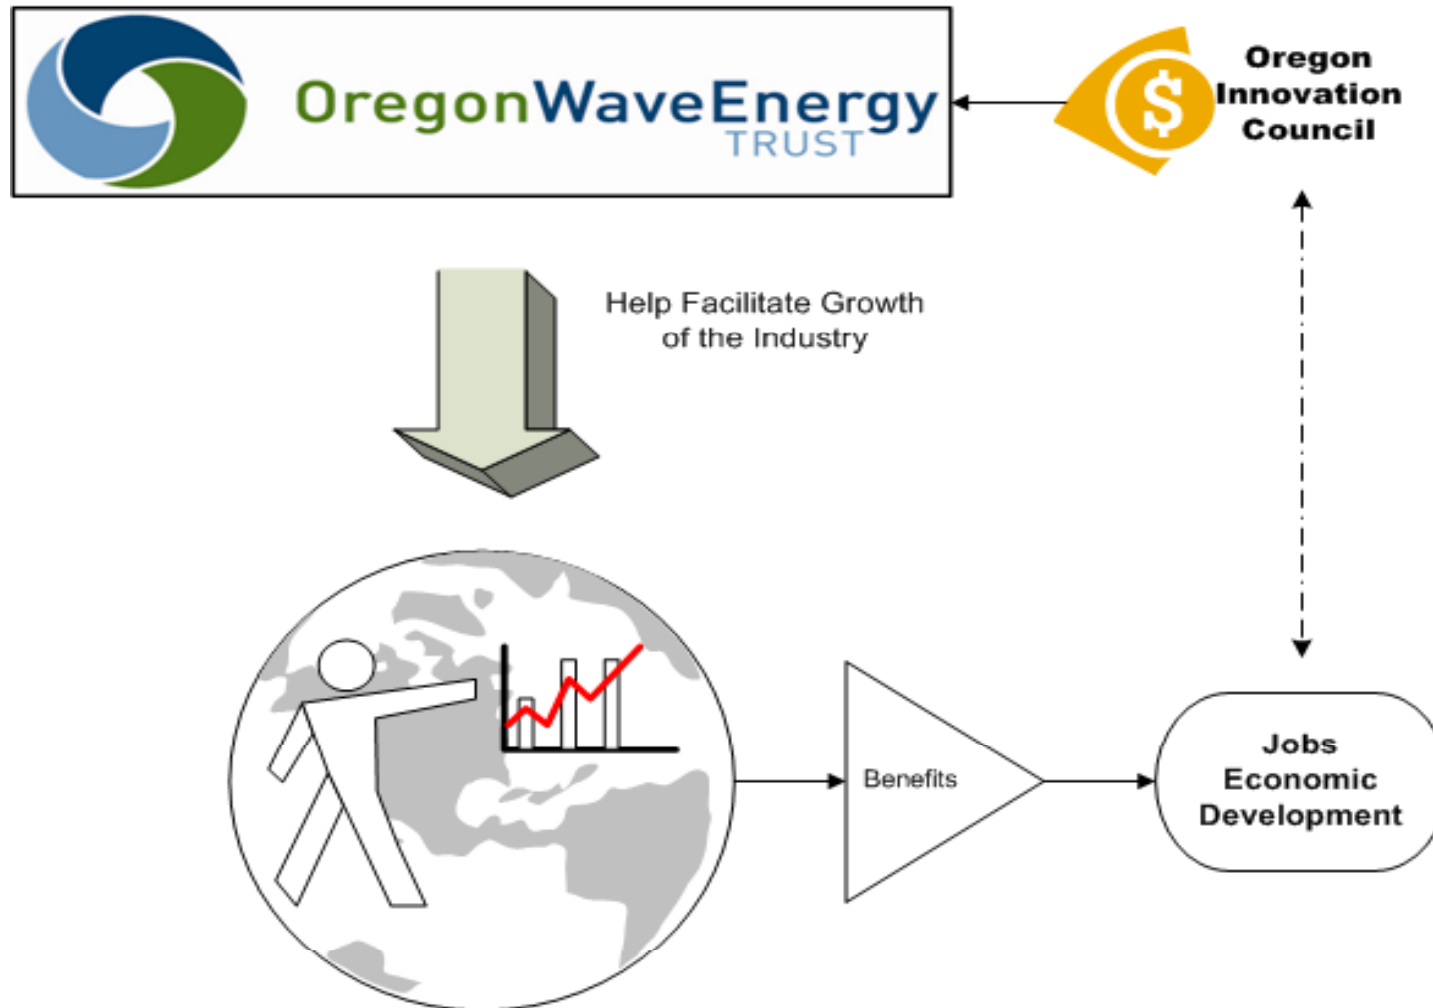 OregonWaveEnergy
TRUST
$
Oregon
Innovation
Council
Help Facilitate Growth
of the Industry
Benefits
Jobs
Economic
Development